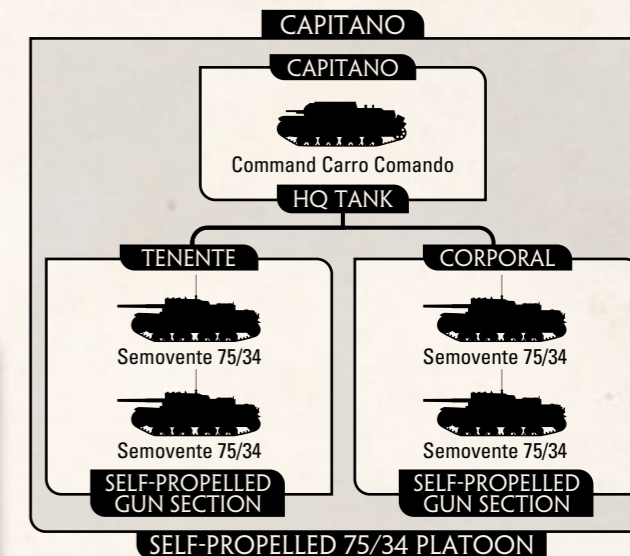 CAPITANO
CAPITANO
Command Carro Comando
HQ TANK
TENENTE
Semovente 75/34
Semovente 75/34
SELF-PROPELLED
GUN SECTION
CORPORAL
Semovente 75/34
Semovente 75/34
SELF-PROPELLED
GUN SECTION
SELF-PROPELLED 75/34 PLATOON